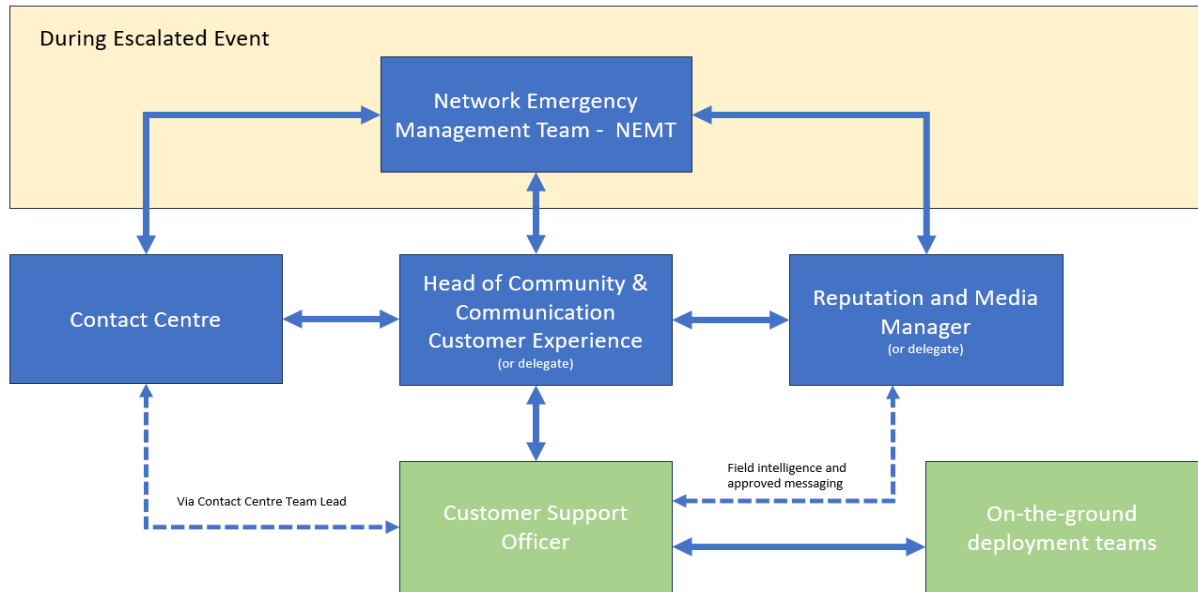 During Escalated Event
Network Emergency
Management Team -  NEMT
Contact Centre
Head of Community &
Communication
Customer Experience
(or delegate)
Reputation and Media
Manager
(or delegate)
Via Contact Centre Team Lead
Field intelligence and
approved messaging
Customer Support
Officer
On-the-ground
deployment teams